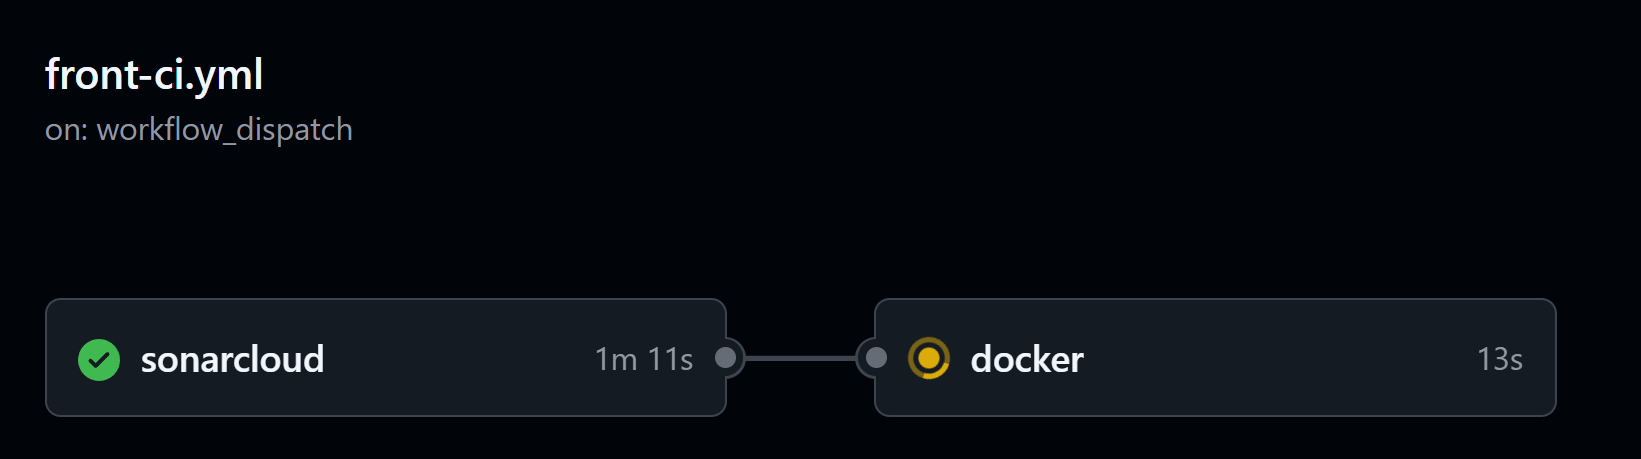 front-ci.yml
on: workflow_dispatch
sonarcloud 1m 11s docker 13s